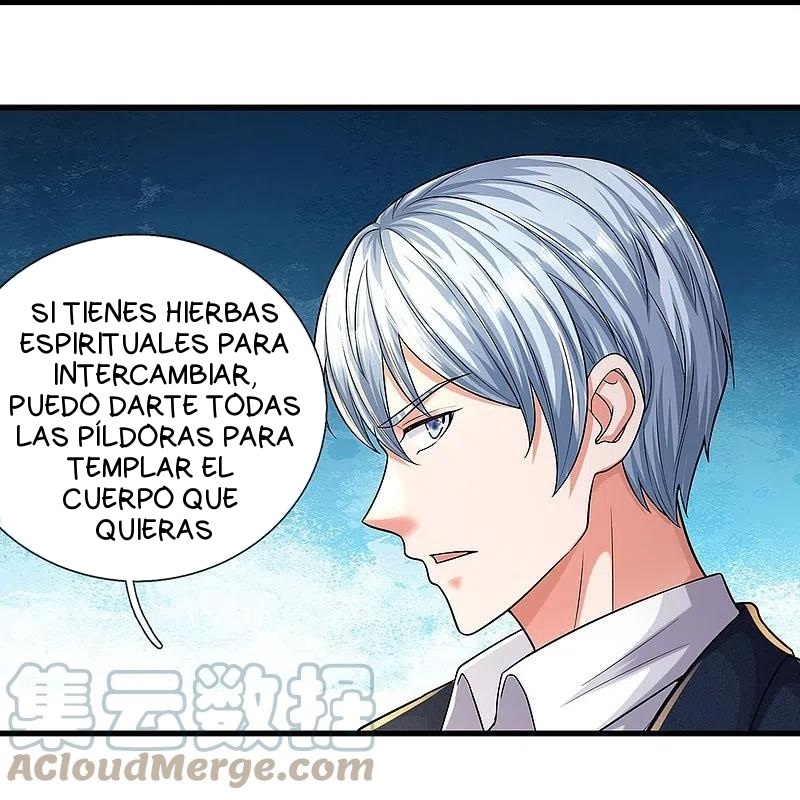 SI TIENES HIERBAS
ESPIRITUALES PARA
INTERCAMBIAR,
PUEDO DARTE TODAS
LAS PÍLDORAS PARA
TEMPLAR EL
CUERPO QUE
QUIERAS
集云数据
ACloudMerge.com